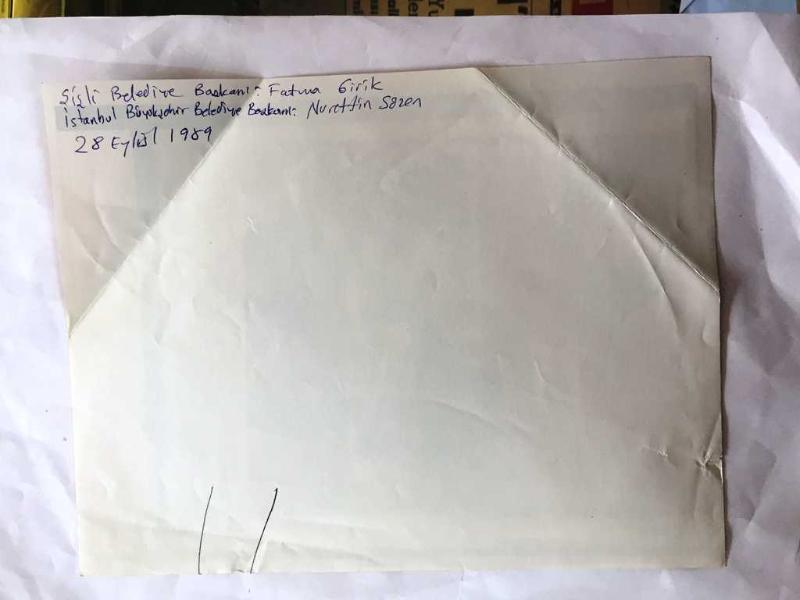 Şişli Belediye Başkanı: Fatma Girik
İstanbul Büyükşehir Belediye Başkanı: Nurettin Sözen
28 Eylül 1989